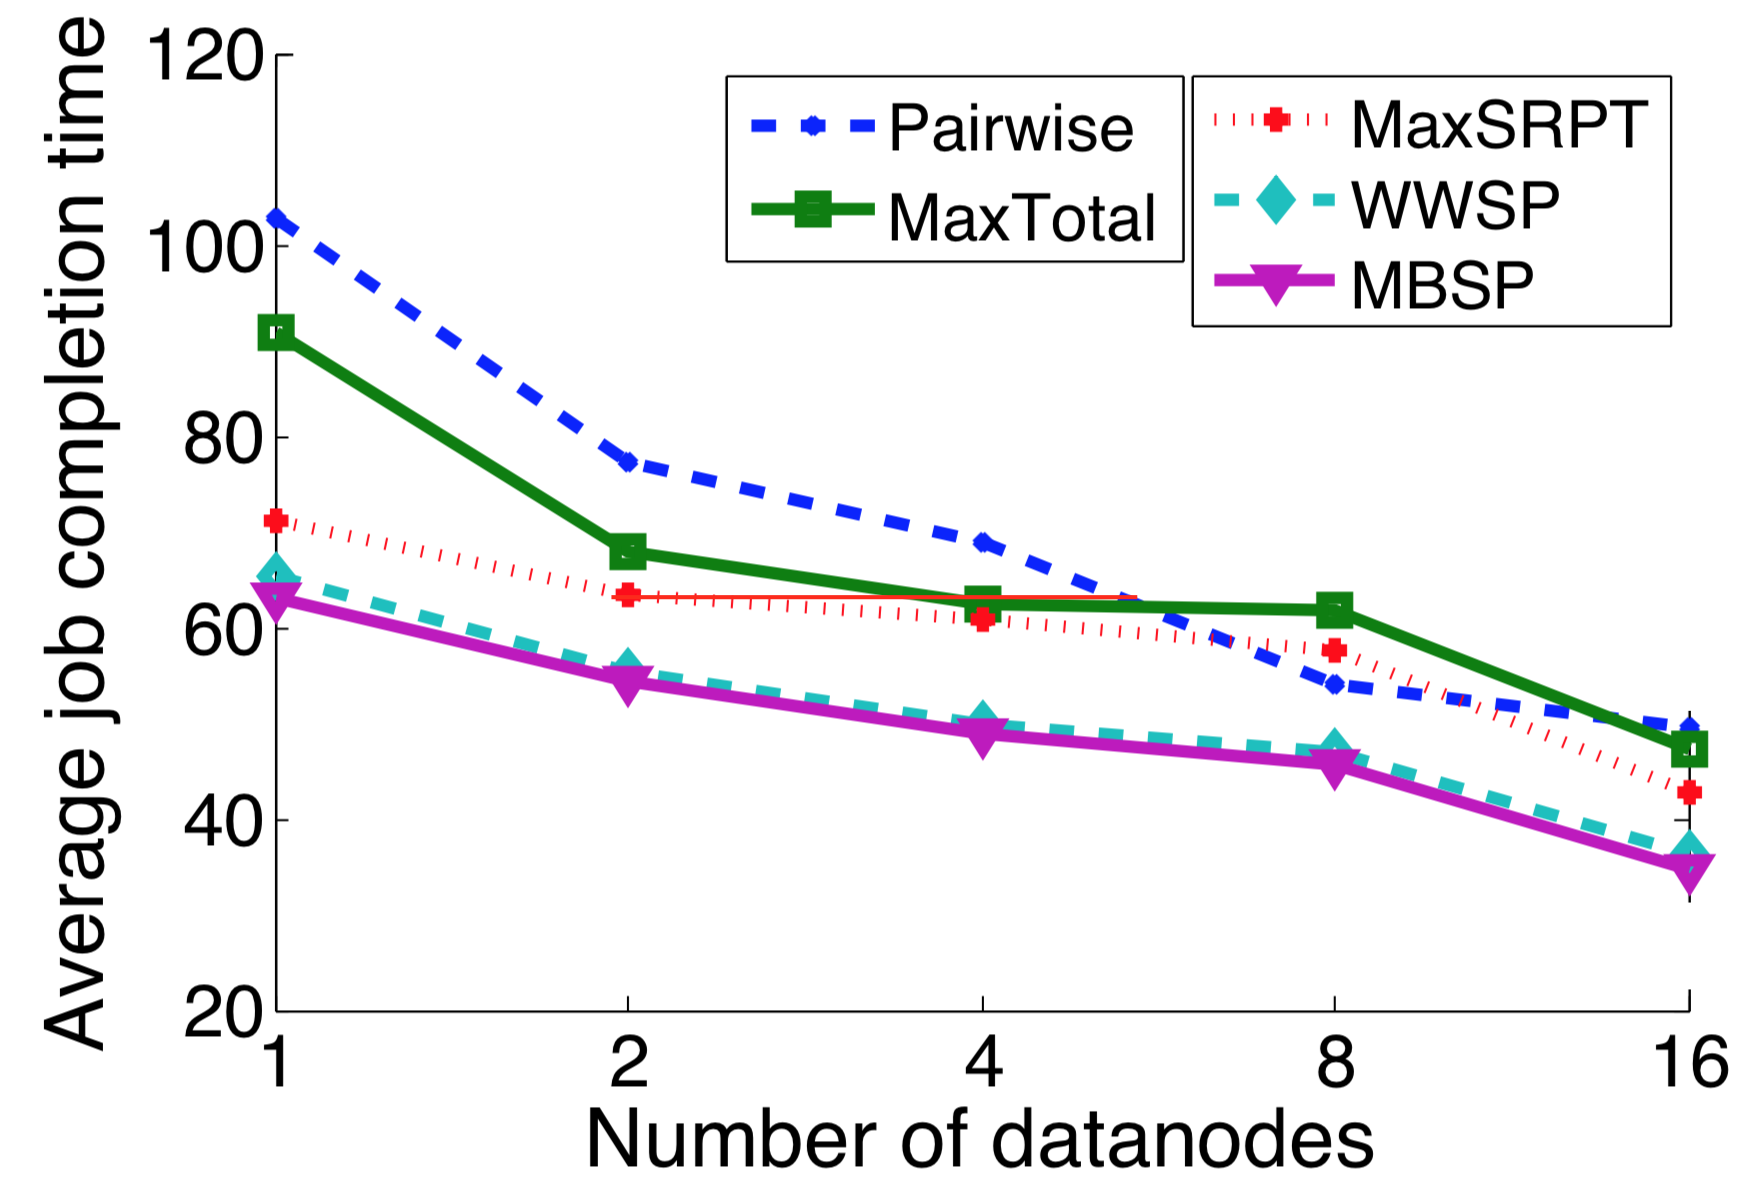 Average job completion time
120
100
80
60
40
20
Pairwise
MaxTotal
MaxSRPT
WWSP
MBSP
1 2 4 8 16
Number of datanodes